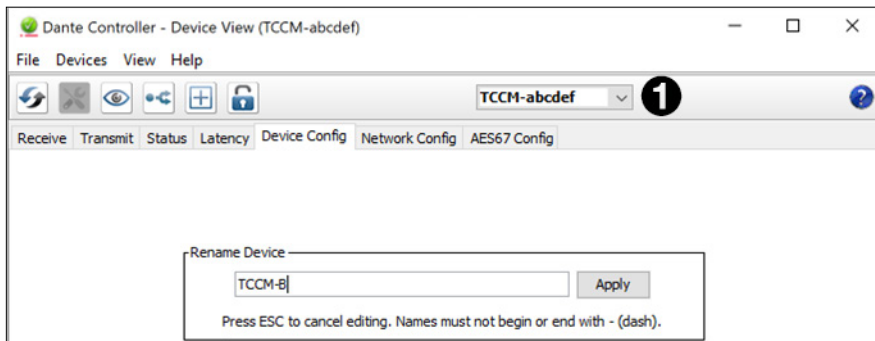 Dante Controller - Device View (TCCM-abcdef)
File Devices View Help
TCCM-abcdef 1 ?
Receive Transmit Status Latency Device Config Network Config AES67 Config
Rename Device
TCCM-B Apply
Press ESC to cancel editing. Names must not begin or end with - (dash).